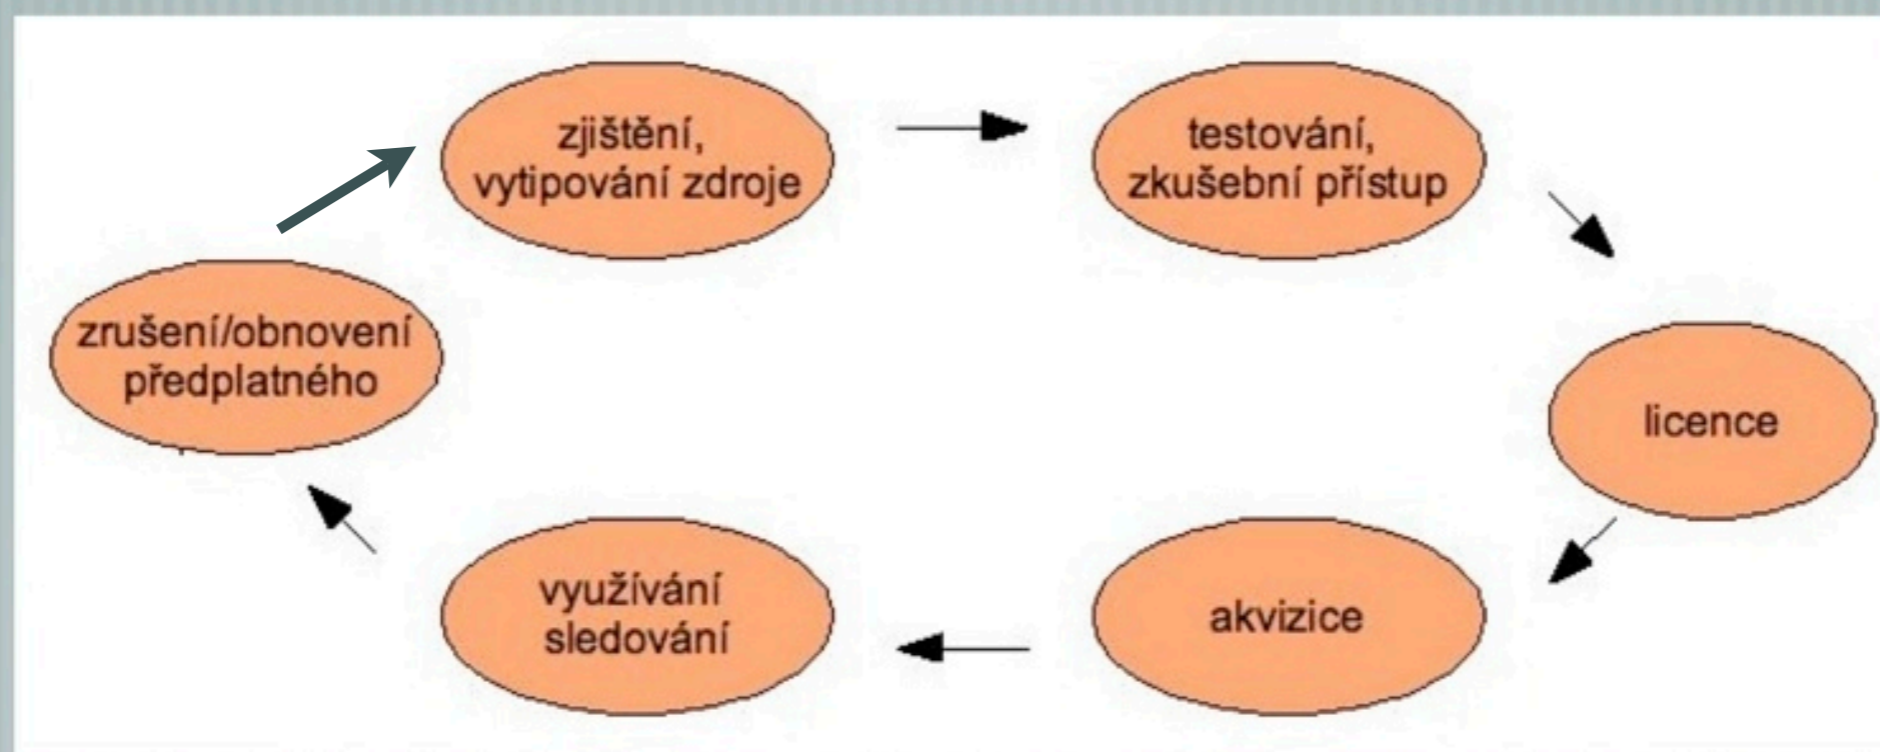 zjištění,
vytipování zdroje
testování,
zkušební přístup
licence
akvizice
využívání
sledování
zrušení/obnovení
předplatného